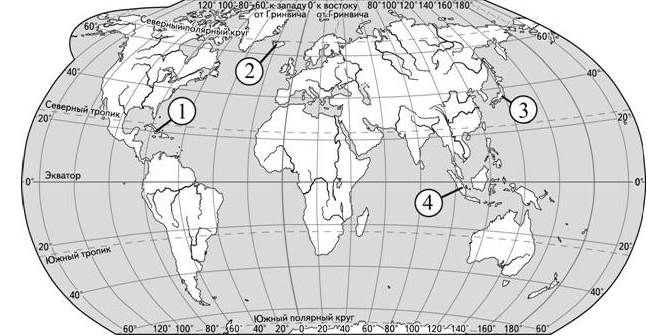 120° 100° 80° 60° к западу 0° к востоку 80° 100°120°140°160°180°
от Гринвича от Гринвича
Северный полярный круг
60° 60°
2
40° 40°
Северный тропик 1 3
20° 20°
0° Экватор 0°
4
20° 20°
Южный тропик
40° 40°
Южный полярный круг
60° 120° 100° 80° 60° 40° 20° 0° 20° 40° 60° 80° 100° 120° 140° 160° 180° 60°